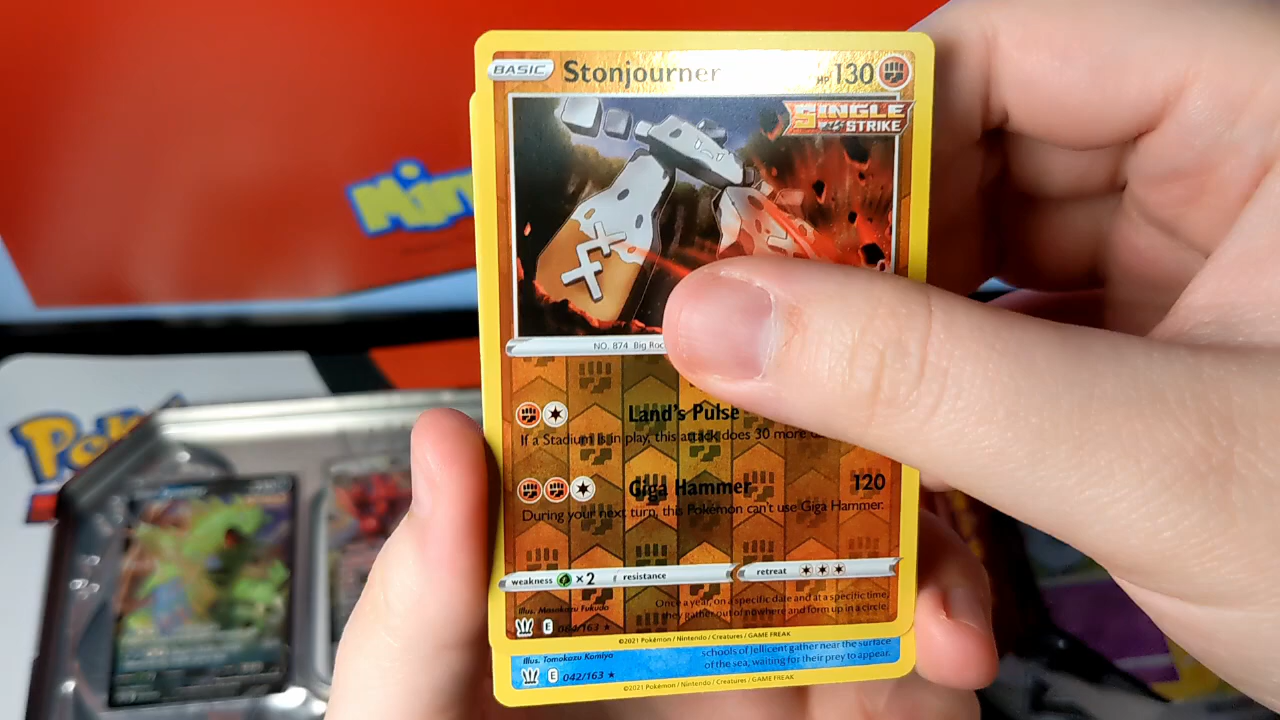 BASIC Stonjourner HP 130
SINGLE
STRIKE
Min
NO. 874 Big Roc
Poké
Land's Pulse
If a Stadium is in play, this attack does 30 more
Giga Hammer 120
During your next turn, this Pokémon can't use Giga Hammer.
weakness ×2 resistance retreat
Illus. Masakazu Fukuda
Once a year, on a specific date and at a specific time,
they gather out of nowhere and form up in a circle.
E 084/163 ★
©2021 Pokémon / Nintendo / Creatures / GAME FREAK
Illus. Tomokazu Komiya
schools of Jellicent gather near the surface
of the sea, waiting for their prey to appear.
E 042/163 ★
©2021 Pokémon / Nintendo / Creatures / GAME FREAK